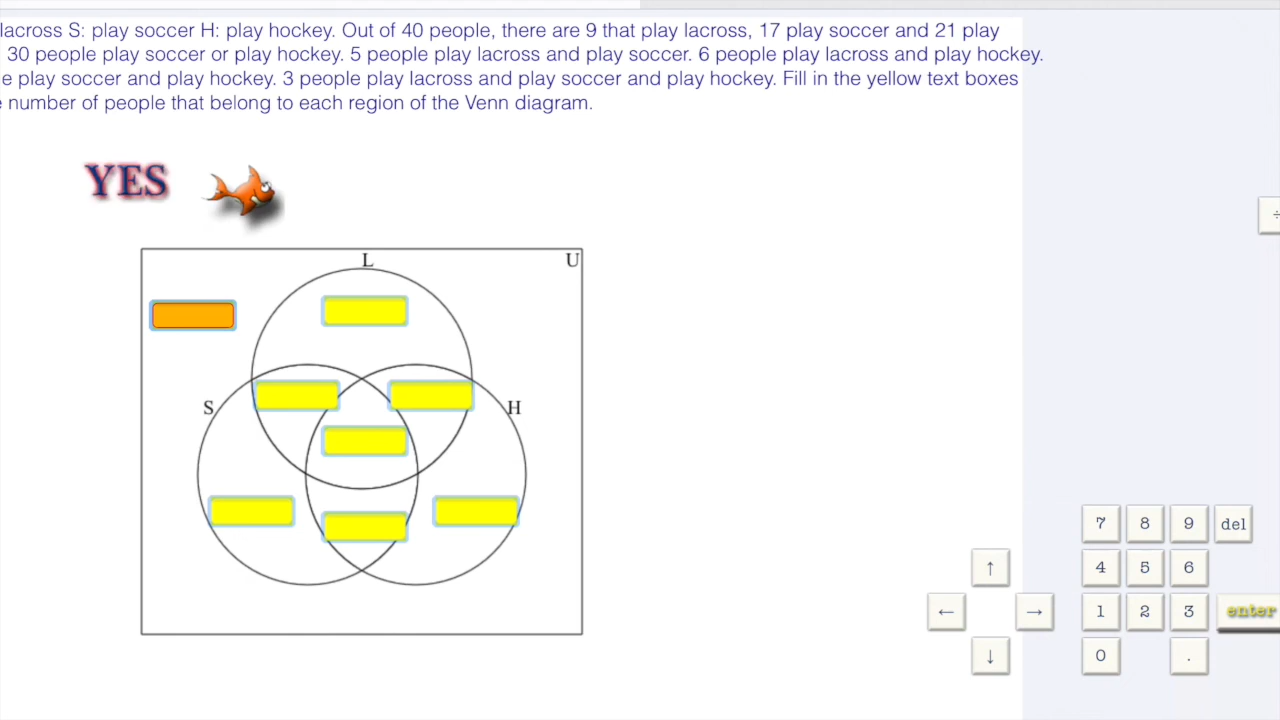 lacross S: play soccer H: play hockey. Out of 40 people, there are 9 that play lacross, 17 play soccer and 21 play
30 people play soccer or play hockey. 5 people play lacross and play soccer. 6 people play lacross and play hockey.
play soccer and play hockey. 3 people play lacross and play soccer and play hockey. Fill in the yellow text boxes
number of people that belong to each region of the Venn diagram.
YES
L U
S H
÷
7 8 9 del
↑ 4 5 6
← → 1 2 3 enter
↓ 0 .